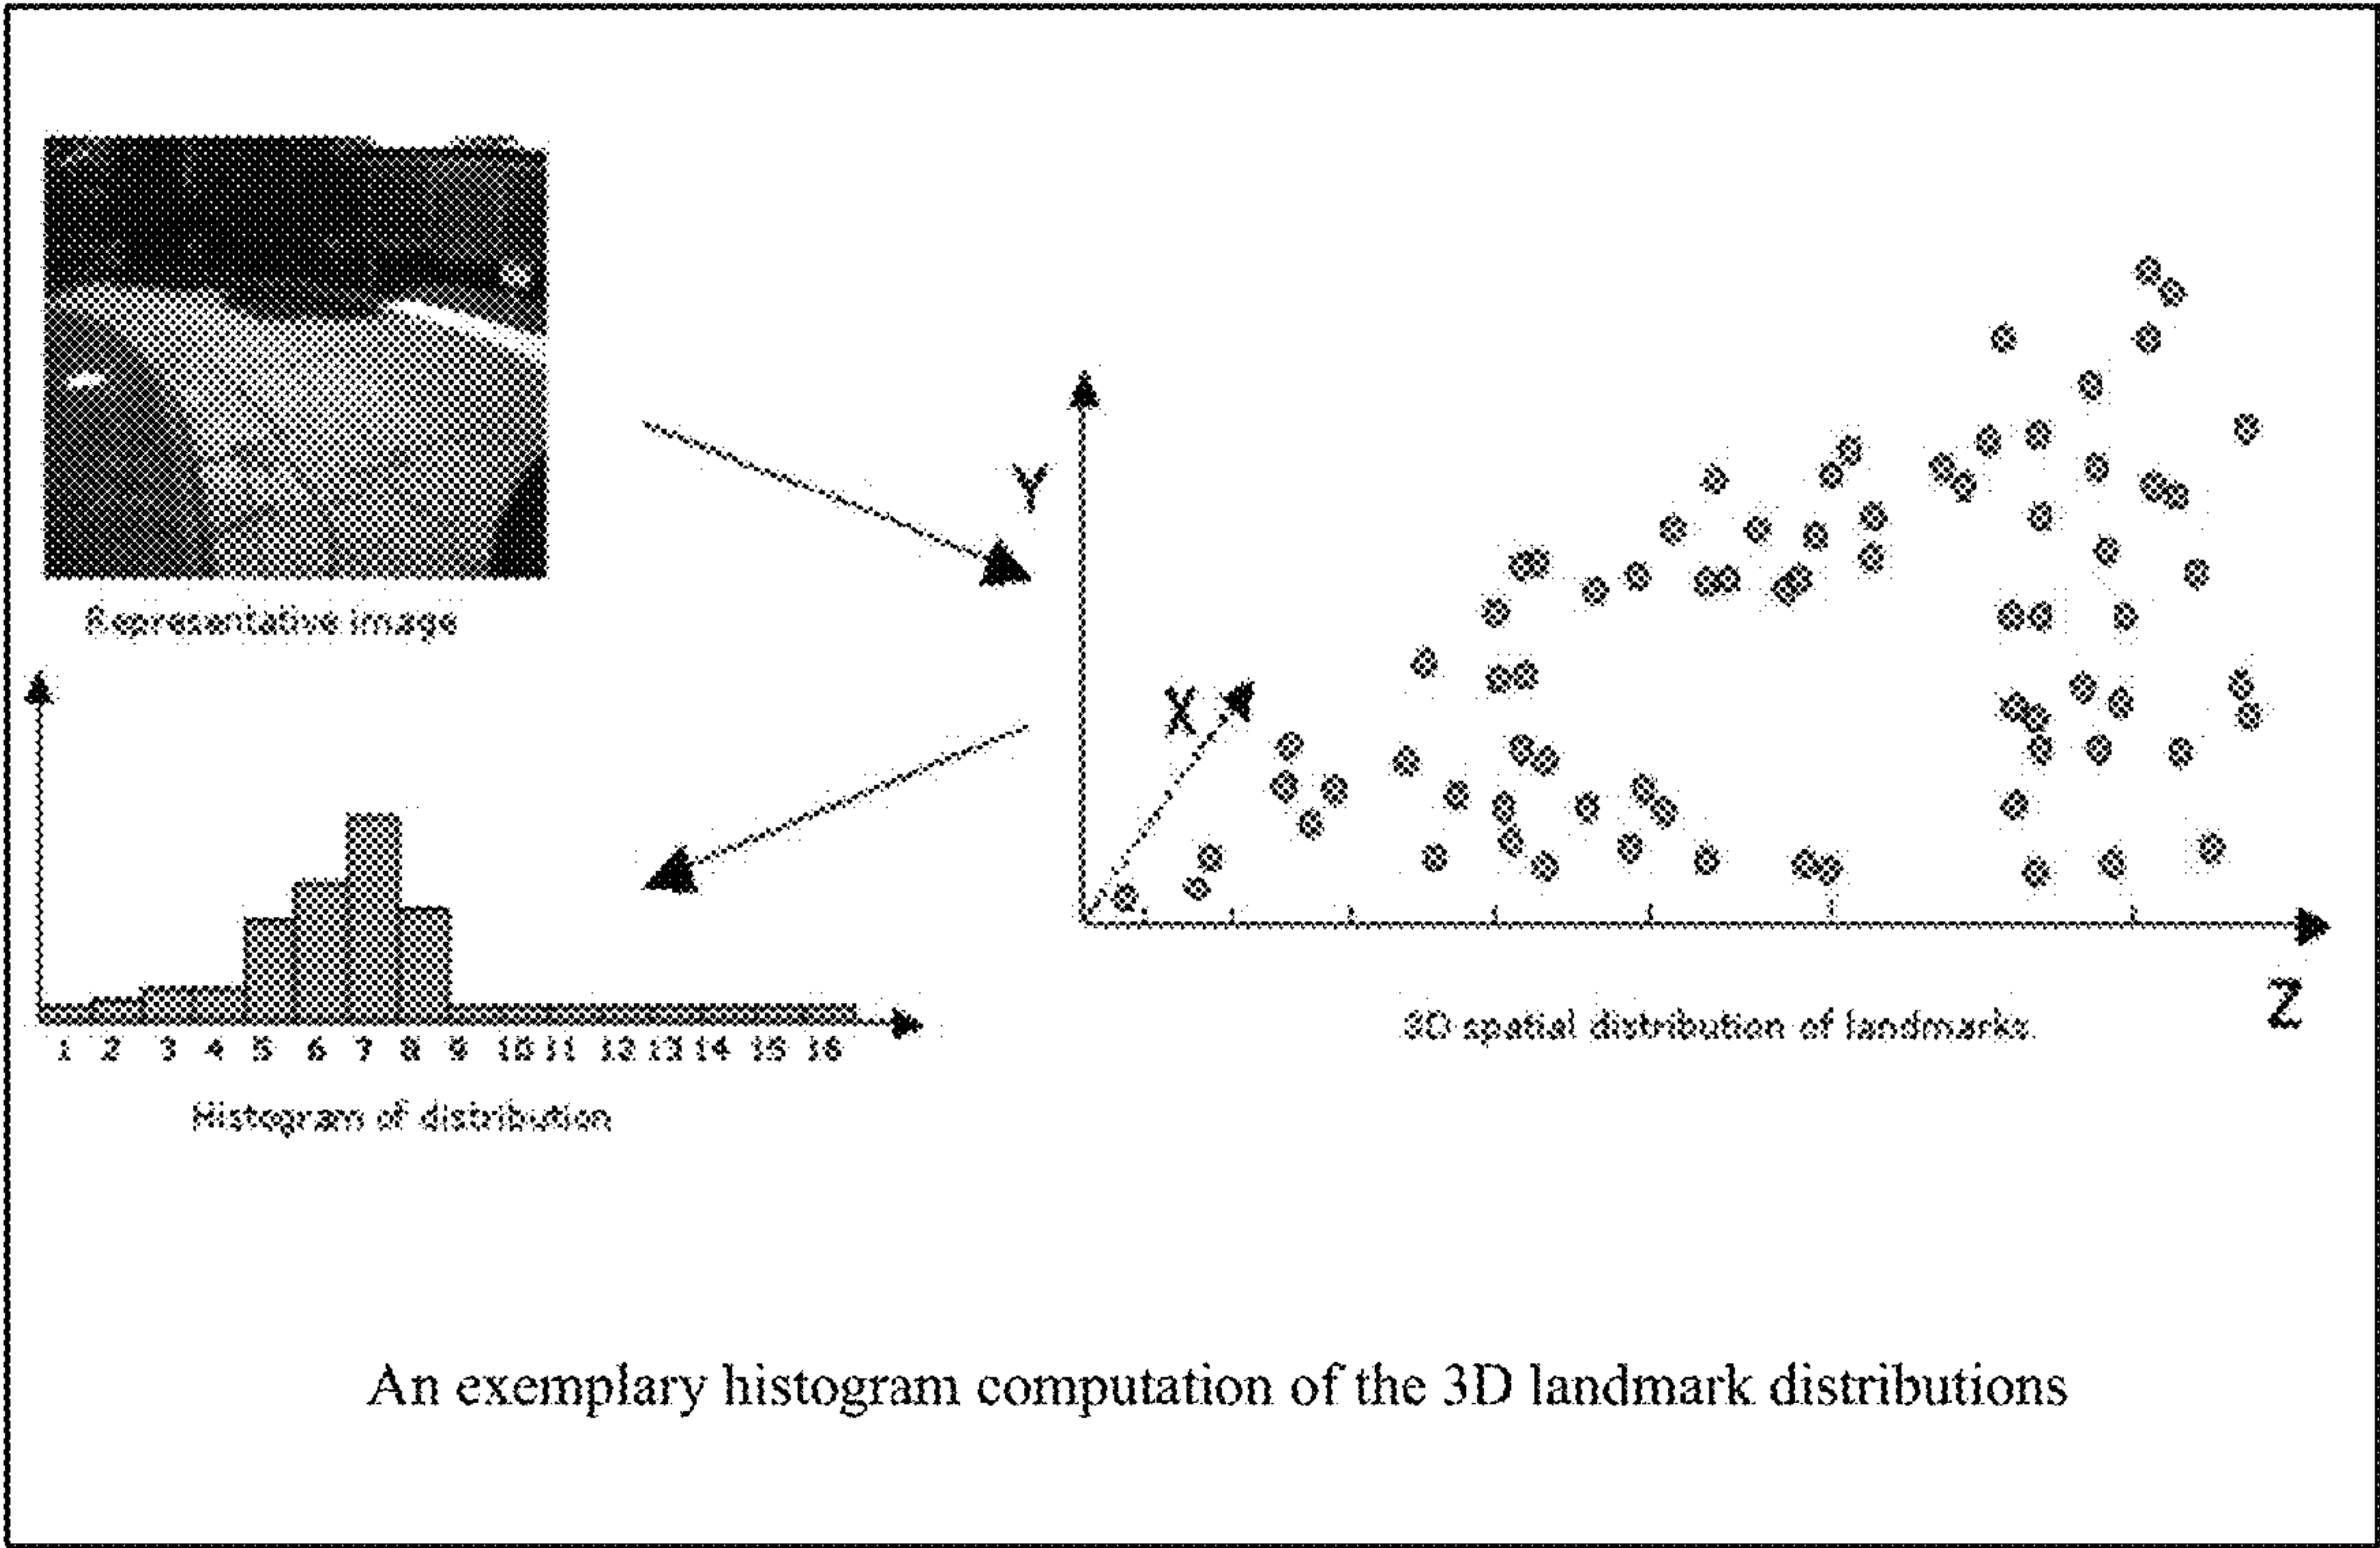 Representative image
Y
X
Z
1 2 3 4 5 6 7 8 9 10 11 12 13 14 15 16
Histogram of distribution
3D spatial distribution of landmarks
An exemplary histogram computation of the 3D landmark distributions